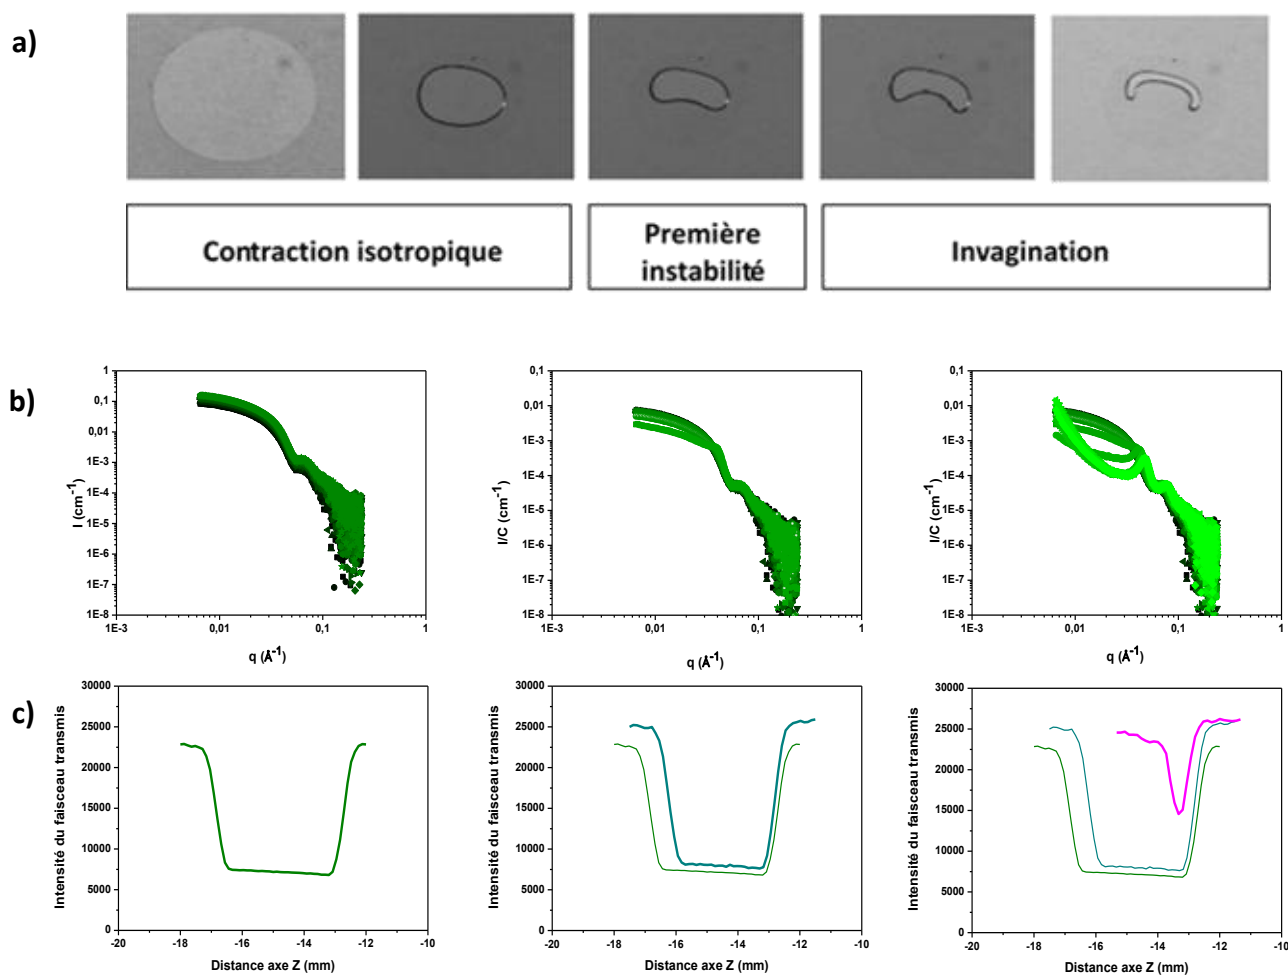 a)
Contraction isotropique
Première
instabilité
Invagination
b)
1
0,1
0,01
1E-3
1E-4
1E-5
1E-6
1E-7
1E-8
1E-3
0,01
0,1
1
I (cm⁻¹)
q (Å⁻¹)
0,1
0,01
1E-3
1E-4
1E-5
1E-6
1E-7
1E-8
1E-3
0,01
0,1
1
I/C (cm⁻¹)
q (Å⁻¹)
0,1
0,01
1E-3
1E-4
1E-5
1E-6
1E-7
1E-8
1E-3
0,01
0,1
1
I/C (cm⁻¹)
q (Å⁻¹)
c)
30000
25000
20000
15000
10000
5000
0
-20
-18
-16
-14
-12
-10
Intensité du faisceau transmis
Distance axe Z (mm)
30000
25000
20000
15000
10000
5000
0
-20
-18
-16
-14
-12
-10
Intensité du faisceau transmis
Distance axe Z (mm)
30000
25000
20000
15000
10000
5000
0
-20
-18
-16
-14
-12
-10
Intensité du faisceau transmis
Distance axe Z (mm)